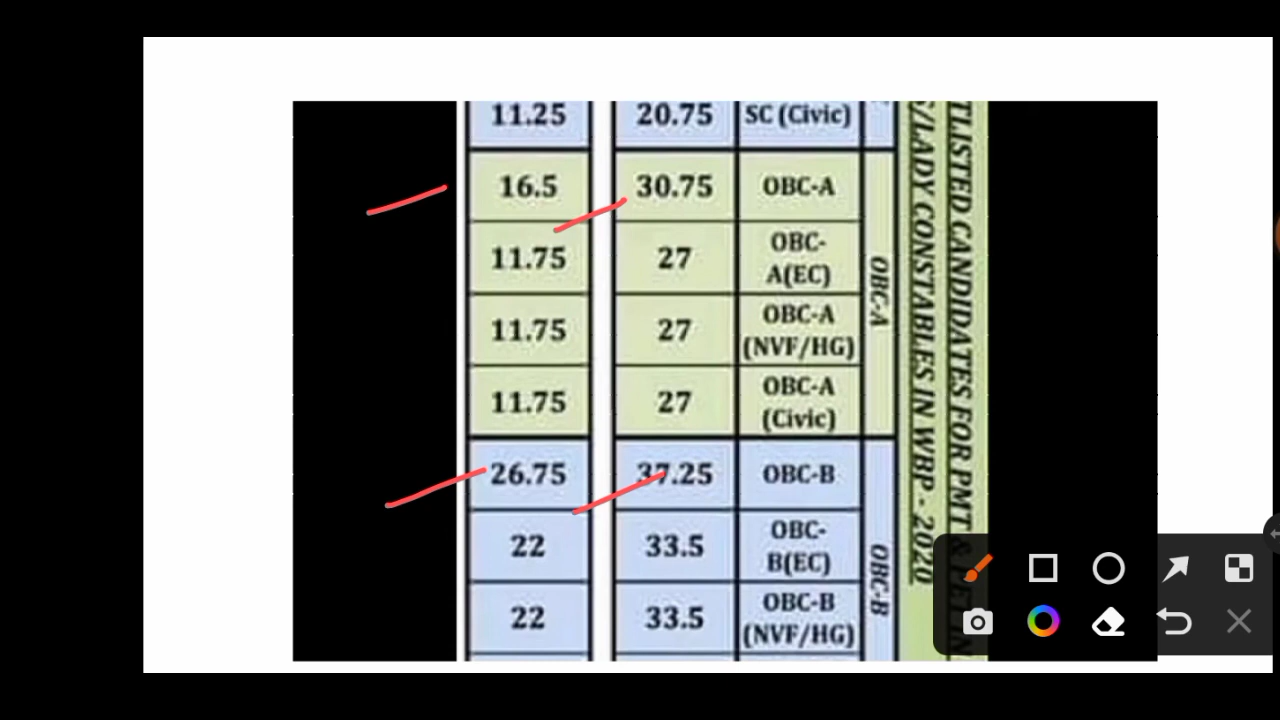 11.25 20.75 SC (Civic)
16.5 30.75 OBC-A
11.75 27 OBC-
A(EC)
11.75 27 OBC-A
(NVF/HG)
11.75 27 OBC-A
(Civic)
OBC-A
26.75 37.25 OBC-B
22 33.5 OBC-
B(EC)
22 33.5 OBC-B
(NVF/HG)
OBC-B
TLISTED CANDIDATES FOR PMT &
/LADY CONSTABLES IN WBP - 2020